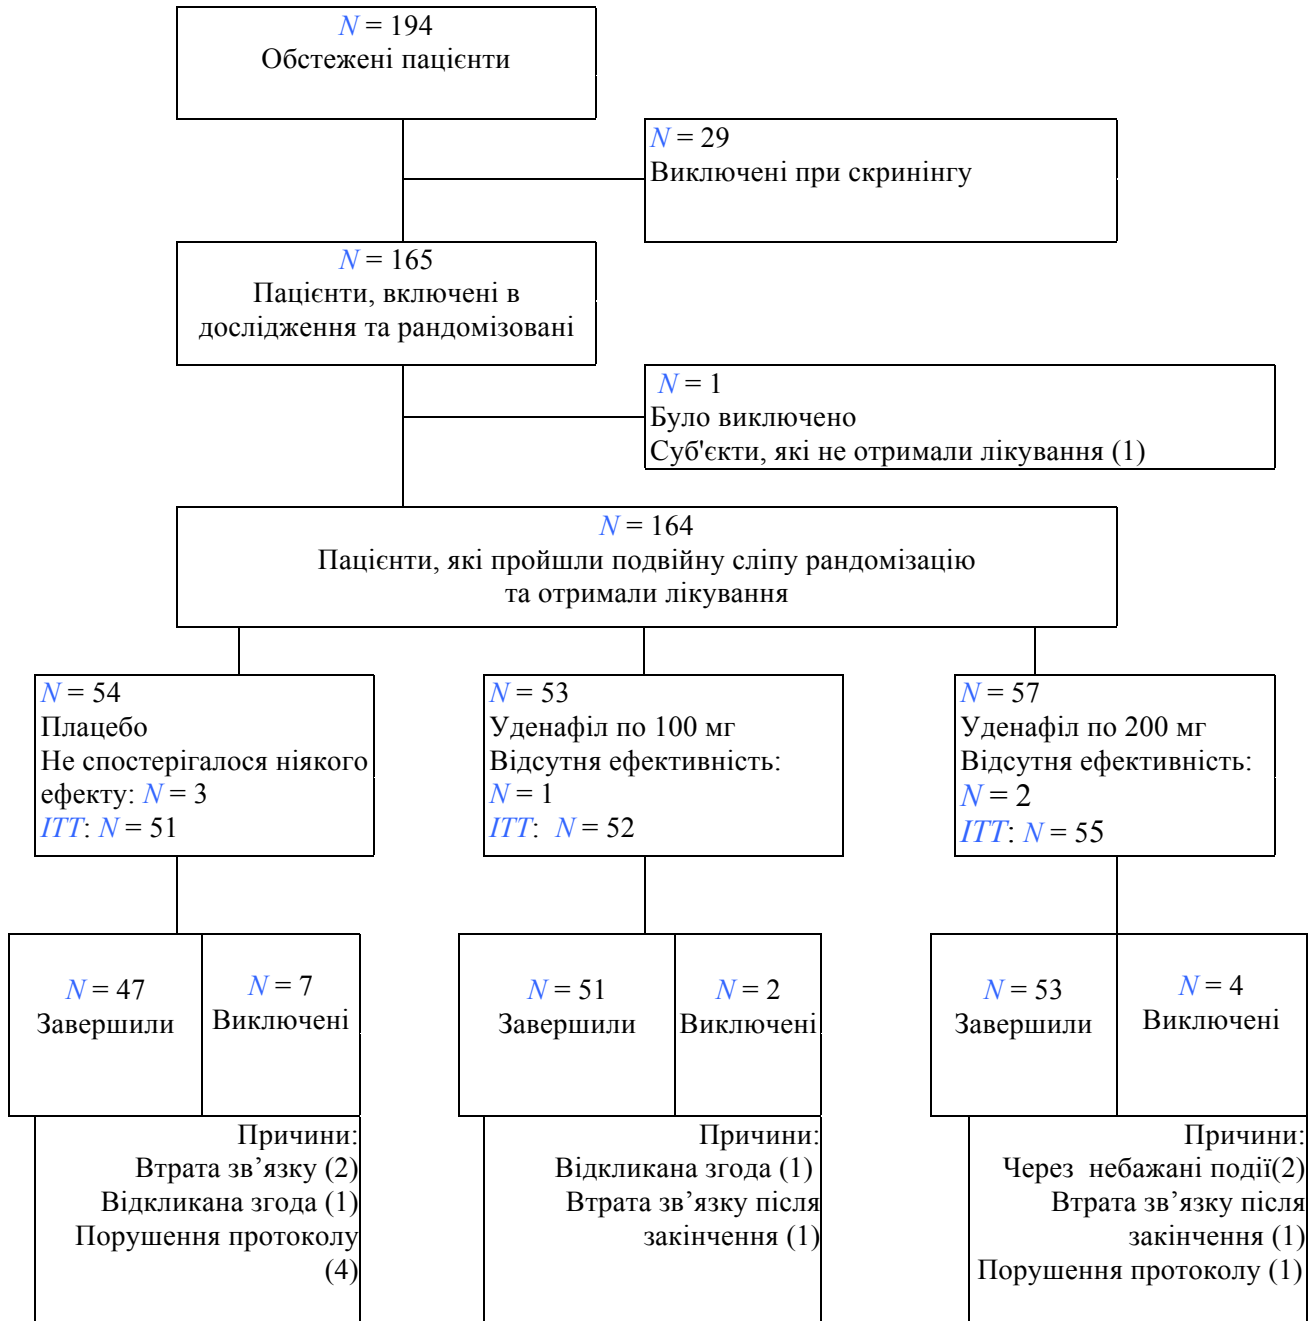 N = 194
Обстежені пацієнти
N = 29
Виключені при скринінгу
N = 165
Пацієнти, включені в
дослідження та рандомізовані
N = 1
Було виключено
Суб'єкти, які не отримали лікування (1)
N = 164
Пацієнти, які пройшли подвійну сліпу рандомізацію
та отримали лікування
N = 54
Плацебо
Не спостерігалося ніякого
ефекту: N = 3
ITT: N = 51
N = 53
Уденафіл по 100 мг
Відсутня ефективність:
N = 1
ITT: N = 52
N = 57
Уденафіл по 200 мг
Відсутня ефективність:
N = 2
ITT: N = 55
N = 47
Завершили
N = 7
Виключені
N = 51
Завершили
N = 2
Виключені
N = 53
Завершили
N = 4
Виключені
Причини:
Втрата зв’язку (2)
Відкликана згода (1)
Порушення протоколу
(4)
Причини:
Відкликана згода (1)
Втрата зв’язку після
закінчення (1)
Причини:
Через небажані події(2)
Втрата зв’язку після
закінчення (1)
Порушення протоколу (1)